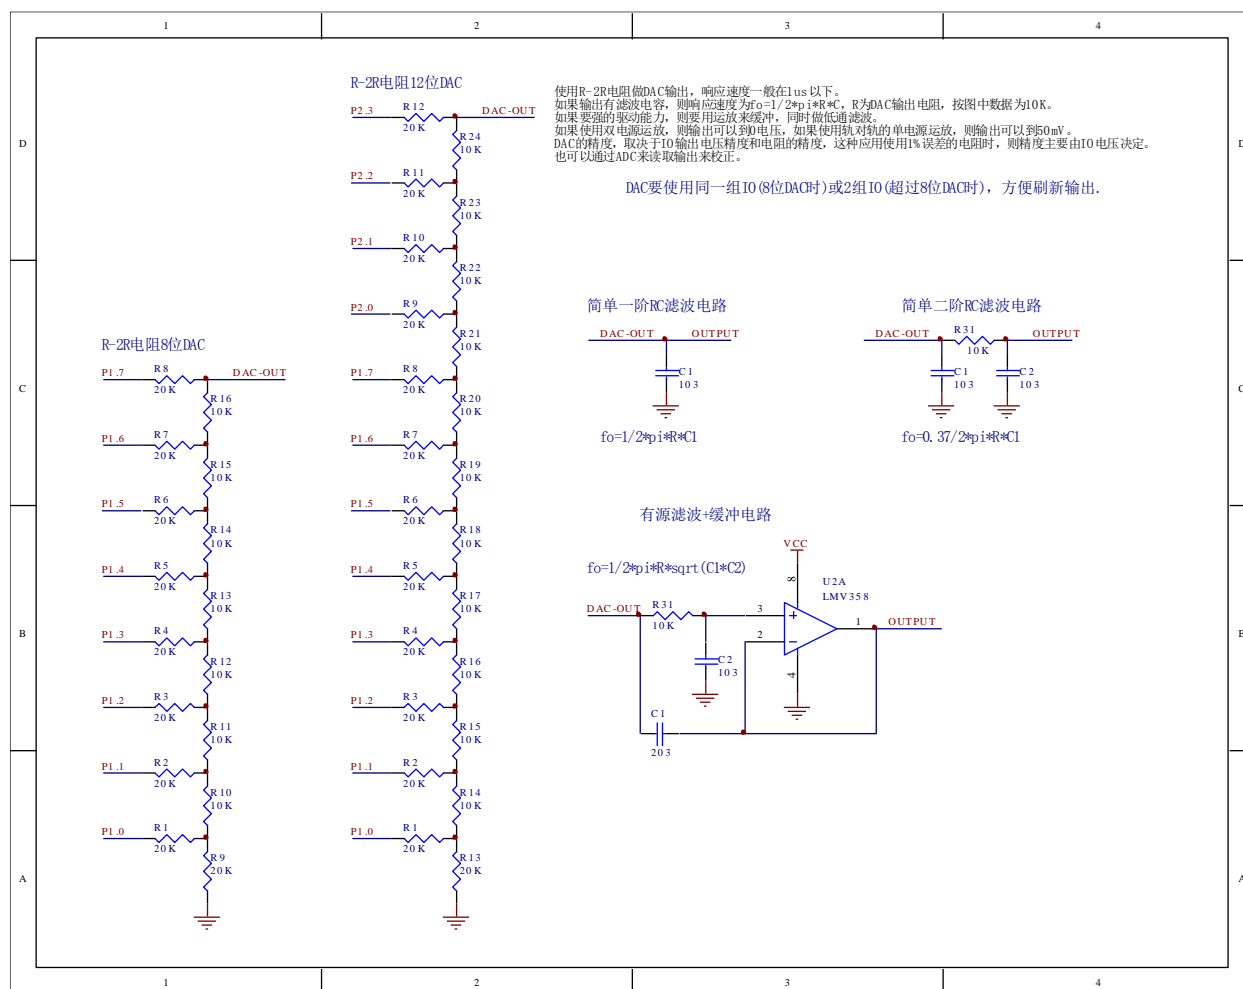 1 2 3 4
D
C
B
A
D
C
B
A
R-2R电阻12位DAC
使用R-2R电阻做DAC输出，响应速度一般在1us以下。
如果输出有滤波电容，则响应速度为fo=1/2*pi*R*C，R为DAC输出电阻，按图中数据为10K。
如果要强的驱动能力，则要用运放来缓冲，同时做低通滤波。
如果使用双电源运放，则输出可以到0电压，如果使用轨对轨的单电源运放，则输出可以到50mV。
DAC的精度，取决于IO输出电压精度和电阻的精度，这种应用使用1%误差的电阻时，则精度主要由IO电压决定。
也可以通过ADC来读取输出来校正。
DAC要使用同一组IO(8位DAC时)或2组IO(超过8位DAC时)，方便刷新输出.
P2.3 R12 20K DAC-OUT
R24 10K
P2.2 R11 20K
R23 10K
P2.1 R10 20K
R22 10K
P2.0 R9 20K
R21 10K
P1.7 R8 20K
R20 10K
P1.6 R7 20K
R19 10K
P1.5 R6 20K
R18 10K
P1.4 R5 20K
R17 10K
P1.3 R4 20K
R16 10K
P1.2 R3 20K
R15 10K
P1.1 R2 20K
R14 10K
P1.0 R1 20K
R13 20K
R-2R电阻8位DAC
P1.7 R8 20K DAC-OUT
R16 10K
P1.6 R7 20K
R15 10K
P1.5 R6 20K
R14 10K
P1.4 R5 20K
R13 10K
P1.3 R4 20K
R12 10K
P1.2 R3 20K
R11 10K
P1.1 R2 20K
R10 10K
P1.0 R1 20K
R9 20K
简单一阶RC滤波电路
DAC-OUT OUTPUT
C1
103
fo=1/2*pi*R*C1
简单二阶RC滤波电路
DAC-OUT R31 OUTPUT
10K
C1 C2
103 103
fo=0.37/2*pi*R*C1
有源滤波+缓冲电路
VCC
fo=1/2*pi*R*sqrt(C1*C2)
8
U2A
LMV358
DAC-OUT R31 3 +
10K
2 −
1 OUTPUT
C2
103
4
C1
203
1 2 3 4